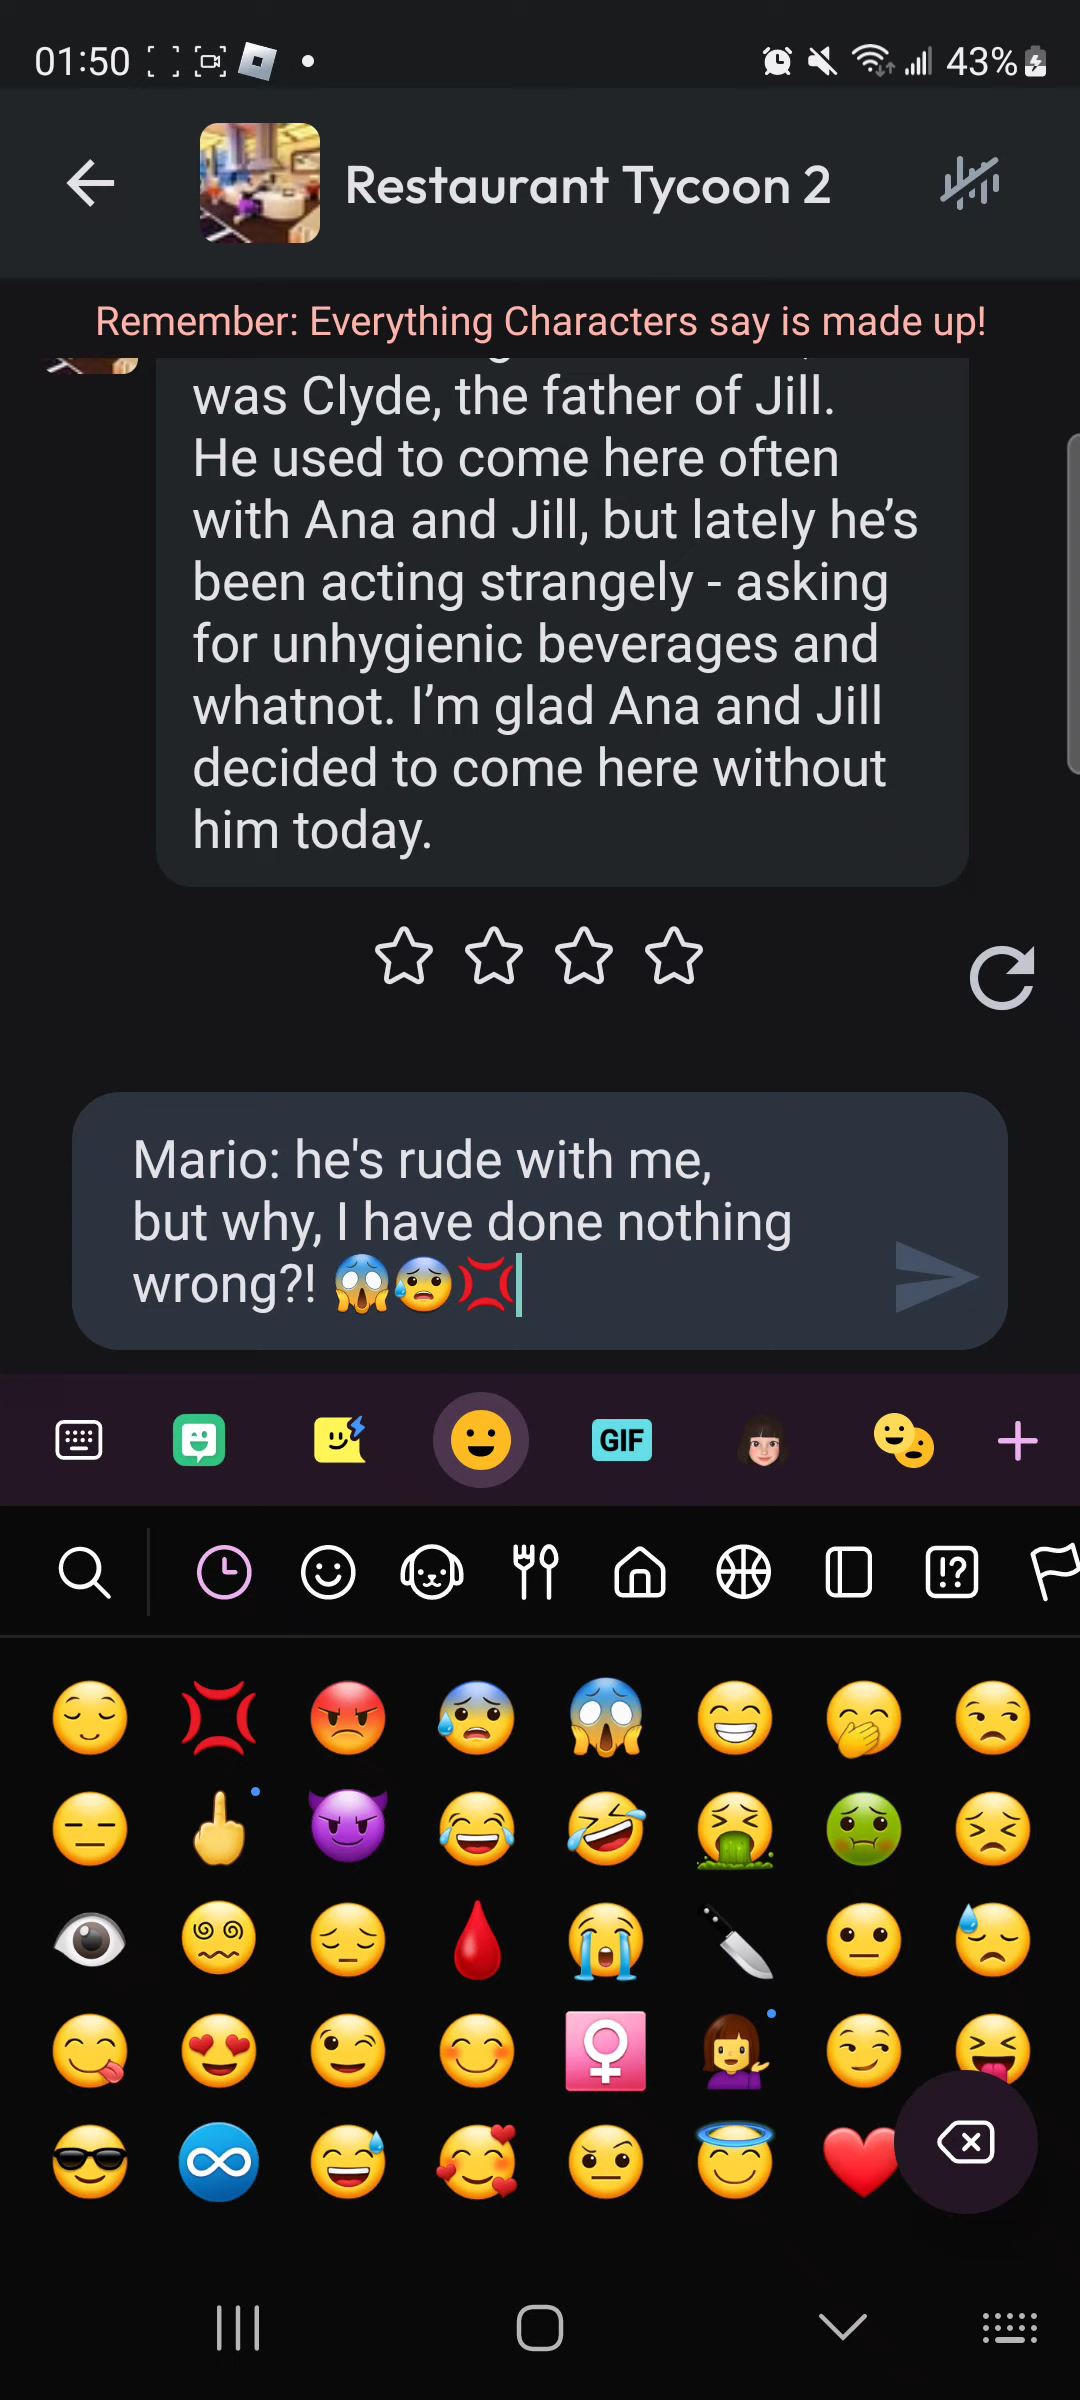 01:50
43%
Restaurant Tycoon 2
Remember: Everything Characters say is made up!
was Clyde, the father of Jill.
He used to come here often
with Ana and Jill, but lately he's
been acting strangely - asking
for unhygienic beverages and
whatnot. I'm glad Ana and Jill
decided to come here without
him today.
Mario: he's rude with me,
but why, I have done nothing
wrong?! 😱😰💢
GIF
!?